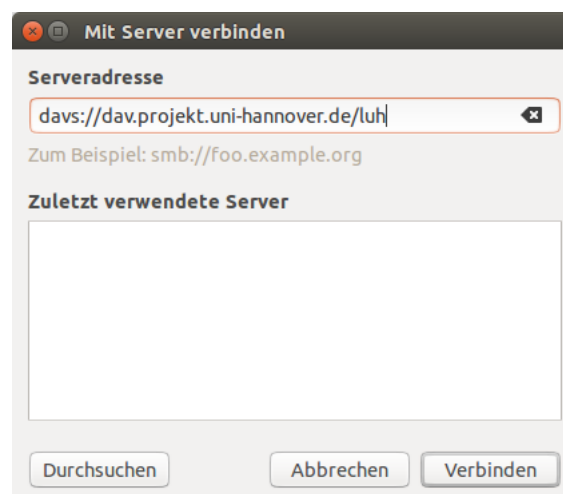 Mit Server verbinden
Serveradresse
davs://dav.projekt.uni-hannover.de/luh
Zum Beispiel: smb://foo.example.org
Zuletzt verwendete Server
Durchsuchen Abbrechen Verbinden